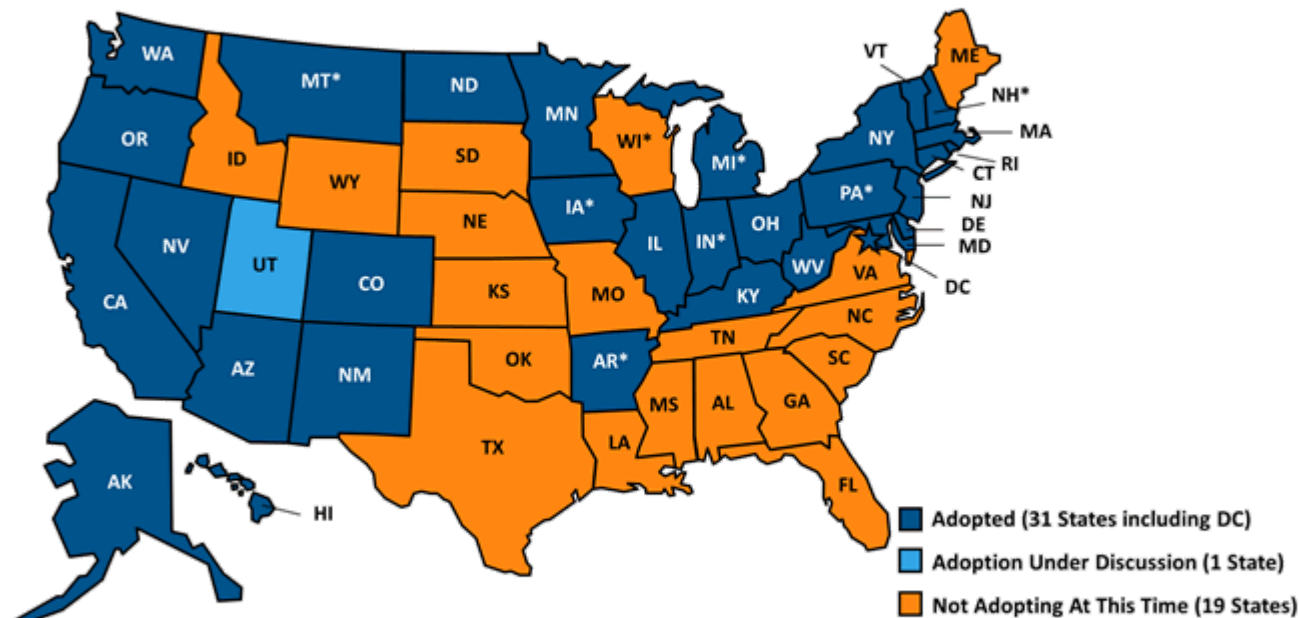 WA
MT*
ND
MN
VT
ME
NH*
OR
ID
WY
SD
WI*
MI*
NY
MA
RI
CT
NV
UT
CO
NE
IA*
IL
IN*
OH
PA*
NJ
DE
MD
CA
KS
MO
KY
WV
VA
DC
AZ
NM
OK
AR*
TN
NC
SC
TX
LA
MS
AL
GA
FL
AK
HI
Adopted (31 States including DC)
Adoption Under Discussion (1 State)
Not Adopting At This Time (19 States)